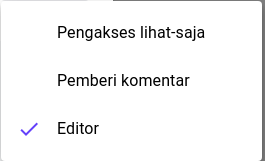 Pengakses lihat-saja
Pemberi komentar
Editor